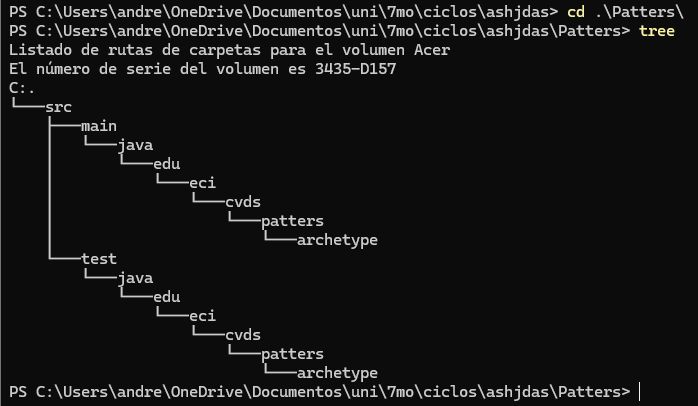 PS C:\Users\andre\OneDrive\Documentos\uni\7mo\ciclos\ashjdas> cd .\Patters\
PS C:\Users\andre\OneDrive\Documentos\uni\7mo\ciclos\ashjdas\Patters> tree
Listado de rutas de carpetas para el volumen Acer
El número de serie del volumen es 3435-D157
C:.
└───src
    ├───main
    │   └───java
    │       └───edu
    │           └───eci
    │               └───cvds
    │                   └───patters
    │                       └───archetype
    └───test
        └───java
            └───edu
                └───eci
                    └───cvds
                        └───patters
                            └───archetype
PS C:\Users\andre\OneDrive\Documentos\uni\7mo\ciclos\ashjdas\Patters>